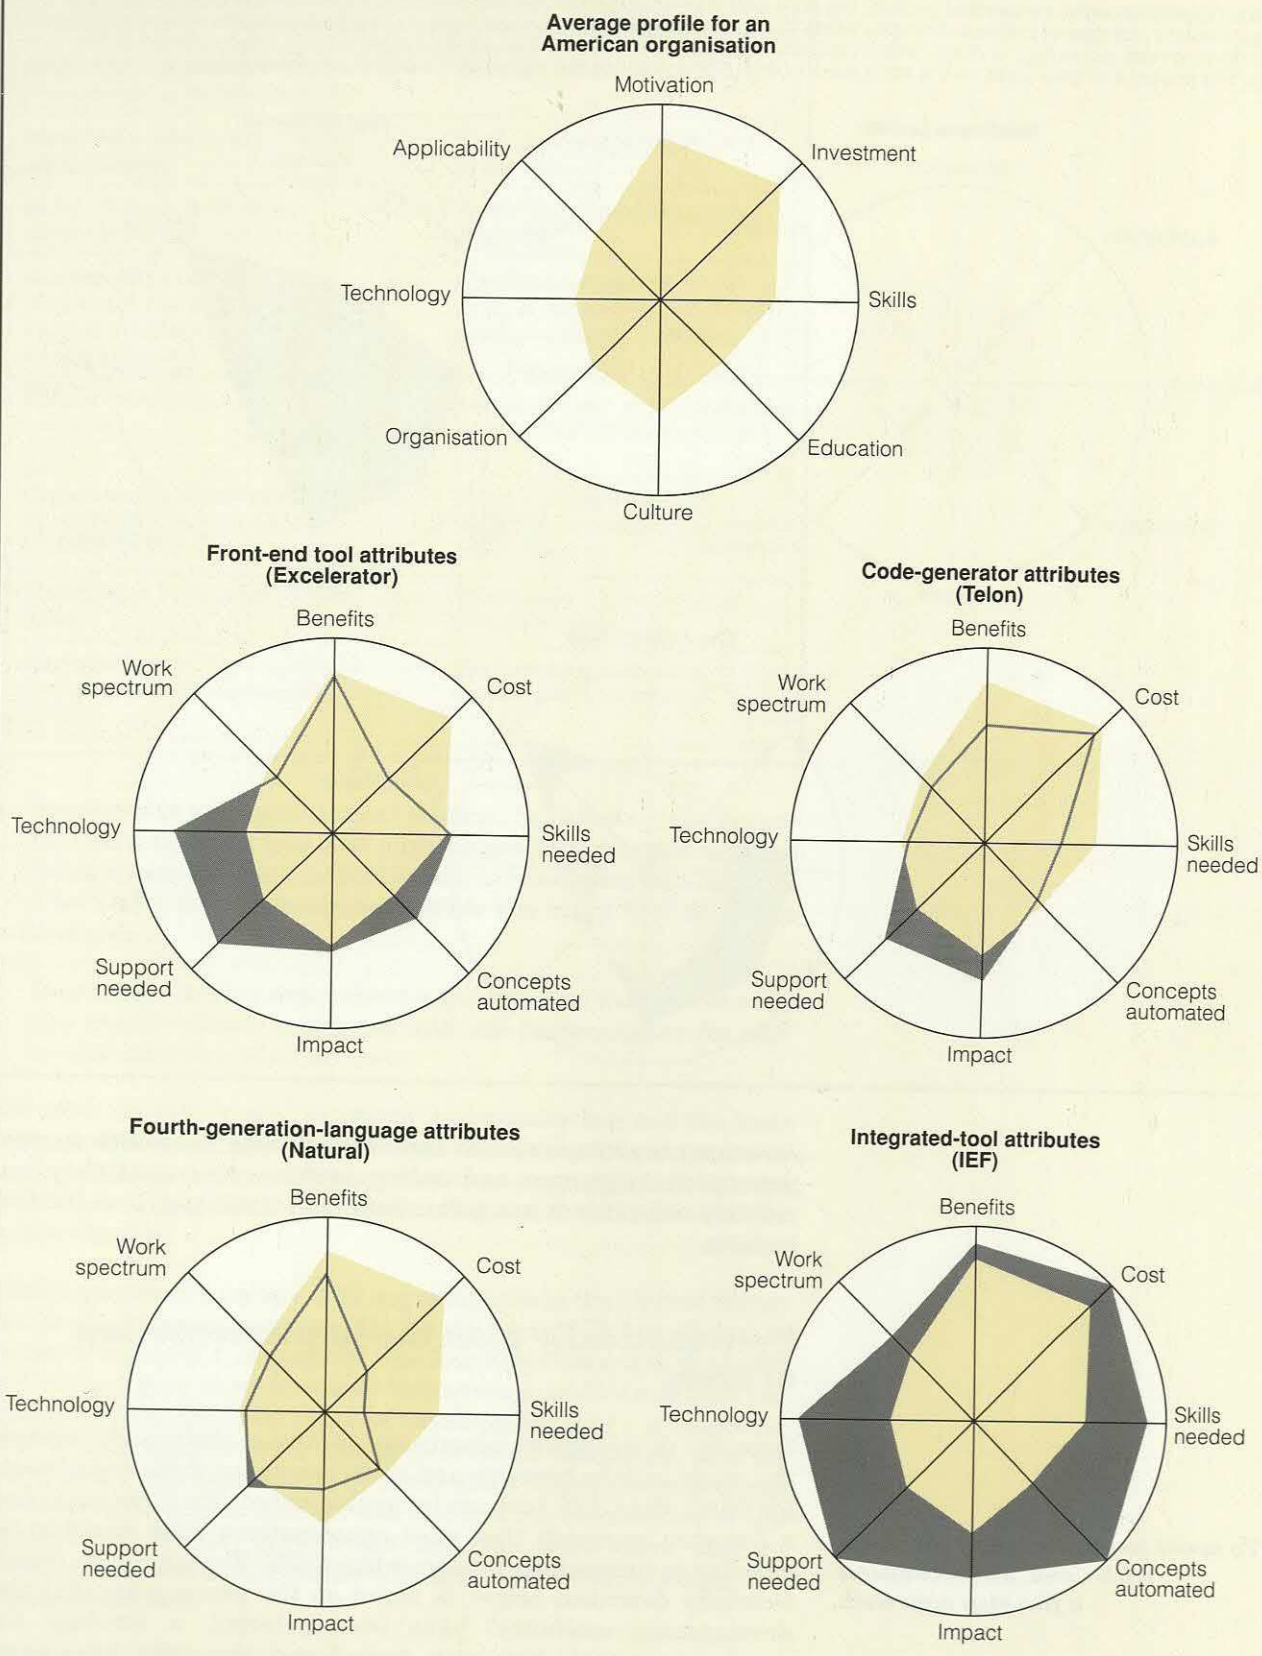 Average profile for an
American organisation
Motivation
Applicability
Investment
Technology
Skills
Organisation
Education
Culture
Front-end tool attributes
(Excelerator)
Benefits
Work
spectrum
Cost
Technology
Skills
needed
Support
needed
Concepts
automated
Impact
Code-generator attributes
(Telon)
Benefits
Work
spectrum
Cost
Technology
Skills
needed
Support
needed
Concepts
automated
Impact
Fourth-generation-language attributes
(Natural)
Benefits
Work
spectrum
Cost
Technology
Skills
needed
Support
needed
Concepts
automated
Impact
Integrated-tool attributes
(IEF)
Benefits
Work
spectrum
Cost
Technology
Skills
needed
Support
needed
Concepts
automated
Impact